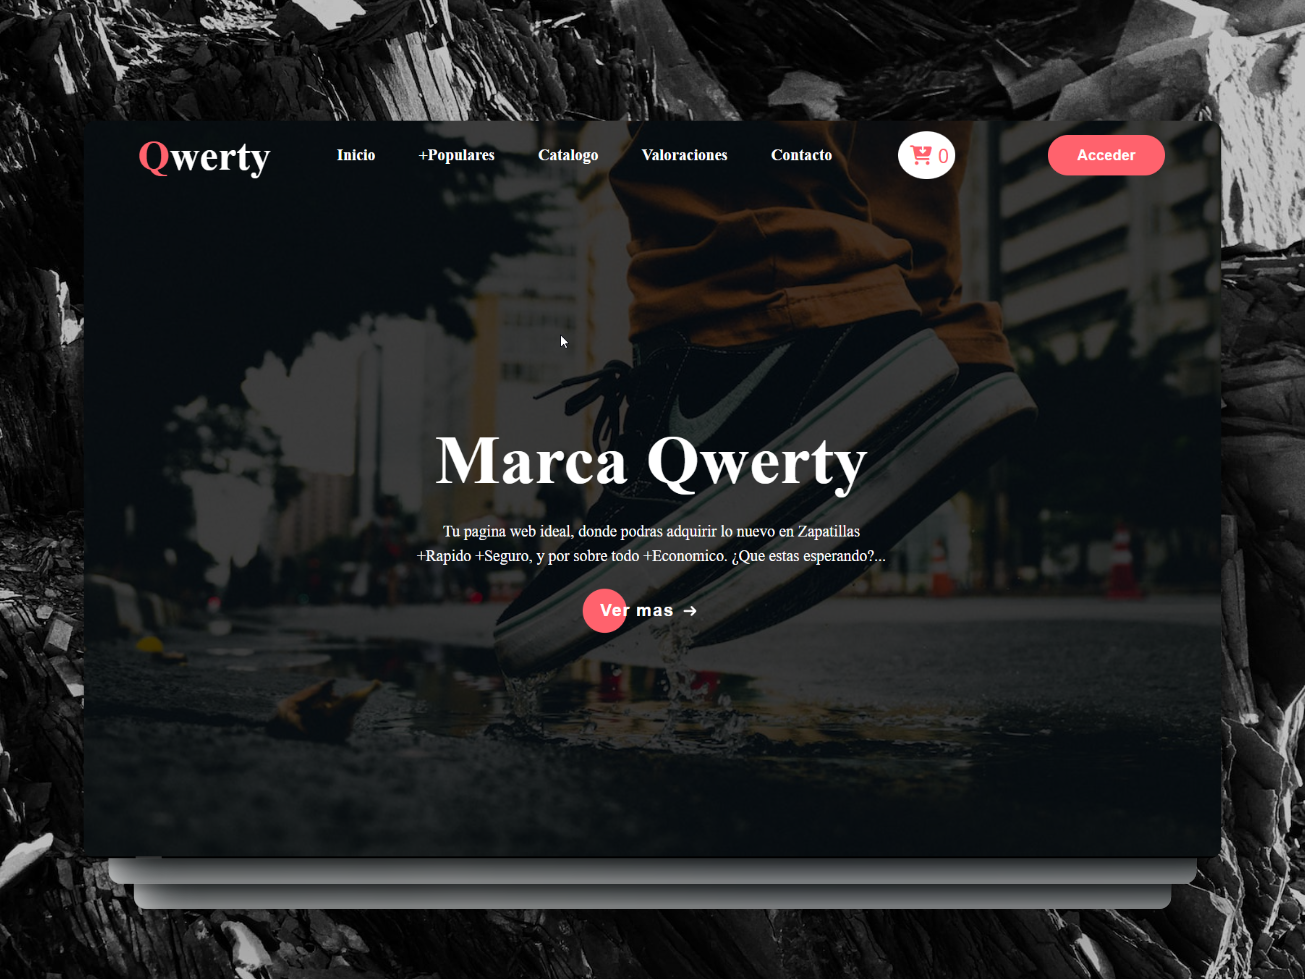 Qwerty
Inicio
+Populares
Catalogo
Valoraciones
Contacto
0
Acceder
Marca Qwerty
Tu pagina web ideal, donde podras adquirir lo nuevo en Zapatillas
+Rapido +Seguro, y por sobre todo +Economico. ¿Que estas esperando?...
Ver mas →